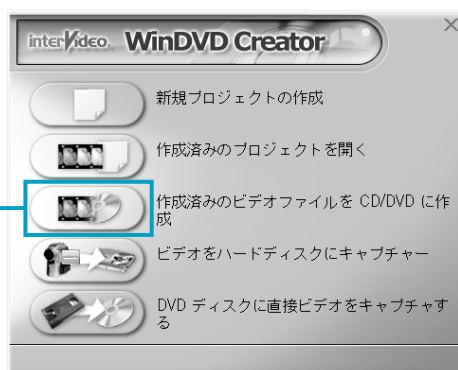 InterVideo. WinDVD Creator
新規プロジェクトの作成
作成済みのプロジェクトを開く
作成済みのビデオファイルを CD/DVD に作
成
ビデオをハードディスクにキャプチャー
DVD ディスクに直接ビデオをキャプチャす
る